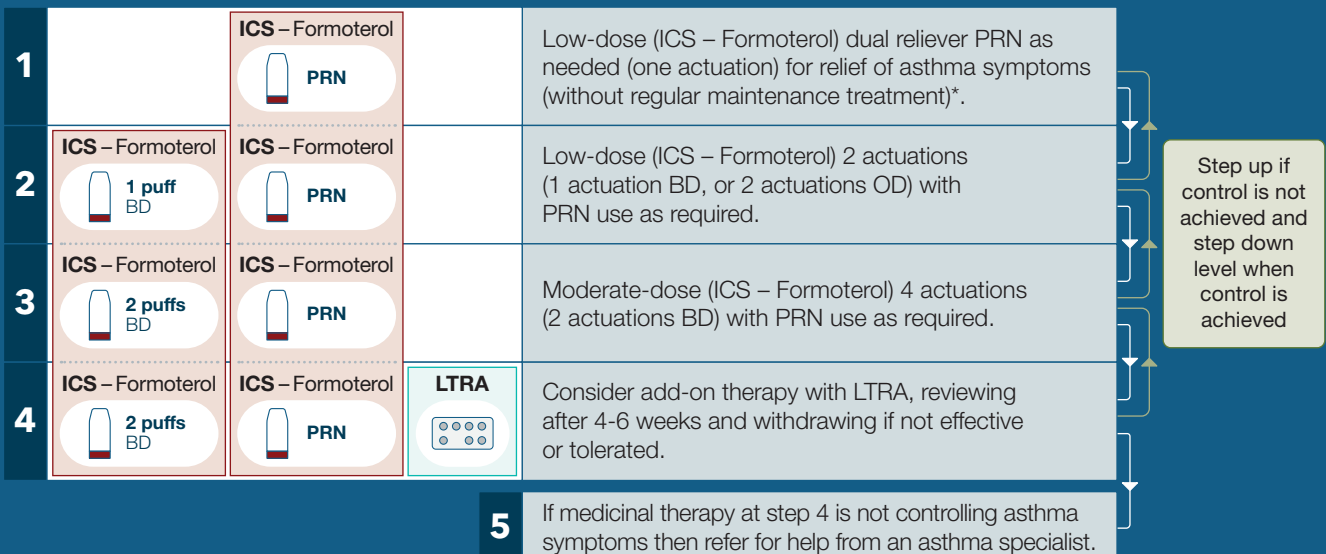 1
ICS – Formoterol
PRN
Low-dose (ICS – Formoterol) dual reliever PRN as
needed (one actuation) for relief of asthma symptoms
(without regular maintenance treatment)*.
2
ICS – Formoterol
1 puff
BD
ICS – Formoterol
PRN
Low-dose (ICS – Formoterol) 2 actuations
(1 actuation BD, or 2 actuations OD) with
PRN use as required.
3
ICS – Formoterol
2 puffs
BD
ICS – Formoterol
PRN
Moderate-dose (ICS – Formoterol) 4 actuations
(2 actuations BD) with PRN use as required.
4
ICS – Formoterol
2 puffs
BD
ICS – Formoterol
PRN
LTRA
Consider add-on therapy with LTRA, reviewing
after 4-6 weeks and withdrawing if not effective
or tolerated.
5
If medicinal therapy at step 4 is not controlling asthma
symptoms then refer for help from an asthma specialist.
Step up if
control is not
achieved and
step down
level when
control is
achieved